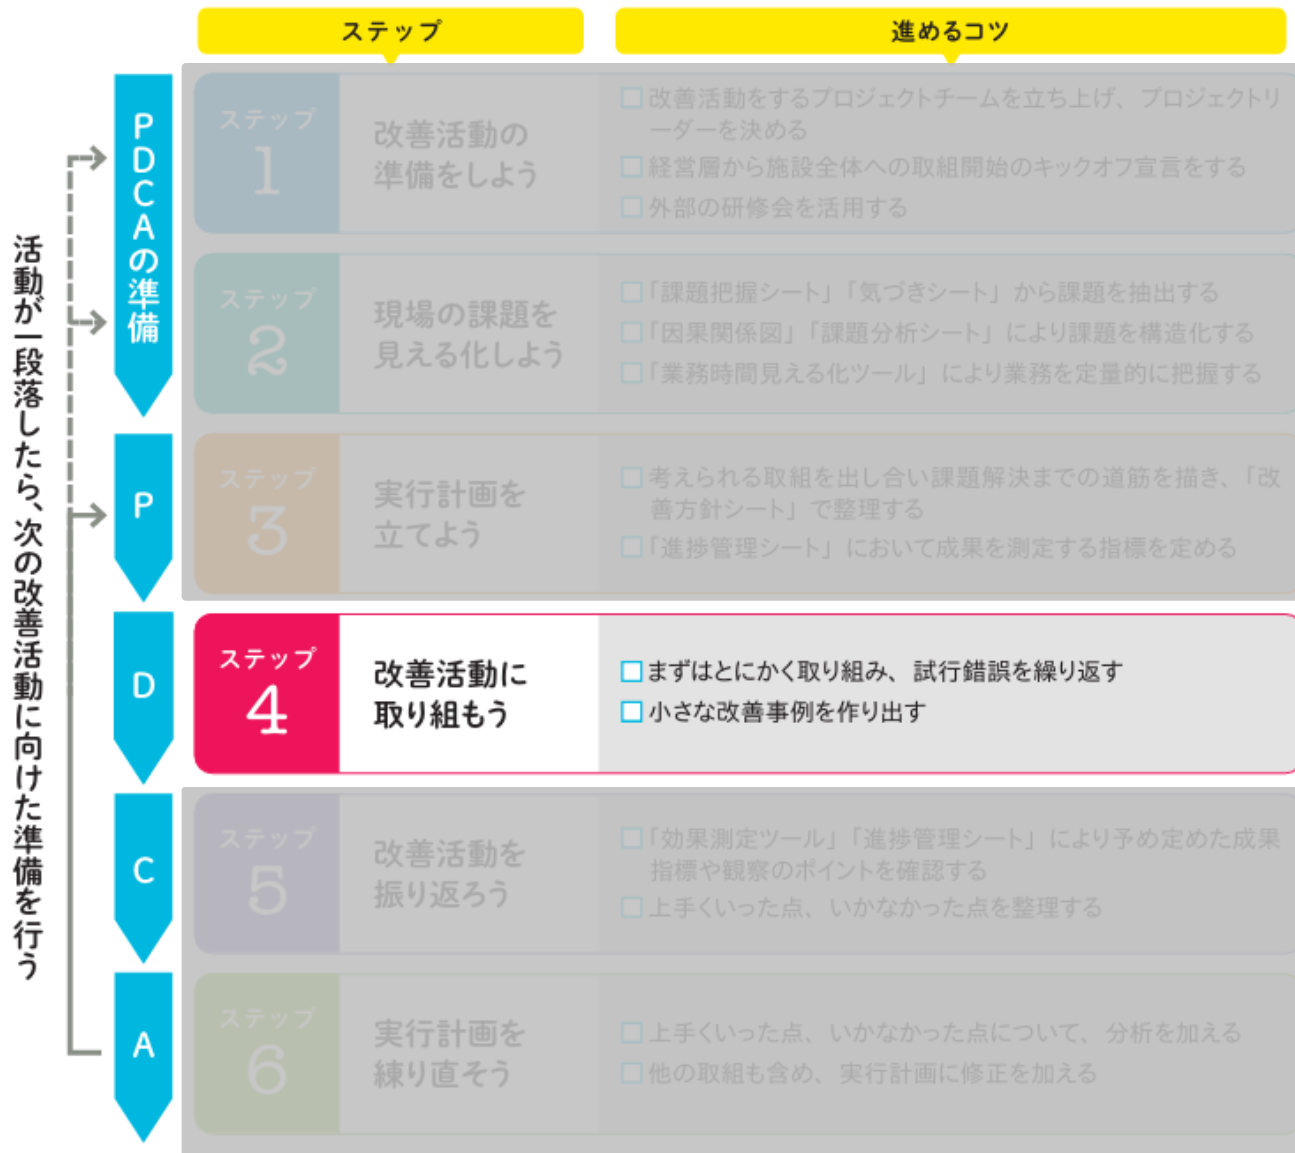 ステップ
進めるコツ
活動が一段落したら、次の改善活動に向けた準備を行う
PDCAの準備
ステップ
1
改善活動の
準備をしよう
□改善活動をするプロジェクトチームを立ち上げ、プロジェクトリ
ーダーを決める
□経営層から施設全体への取組開始のキックオフ宣言をする
□外部の研修会を活用する
ステップ
2
現場の課題を
見える化しよう
□「課題把握シート」「気づきシート」から課題を抽出する
□「因果関係図」「課題分析シート」により課題を構造化する
□「業務時間見える化ツール」により業務を定量的に把握する
P
ステップ
3
実行計画を
立てよう
□考えられる取組を出し合い課題解決までの道筋を描き、「改
善方針シート」で整理する
□「進捗管理シート」において成果を測定する指標を定める
D
ステップ
4
改善活動に
取り組もう
□まずはとにかく取り組み、試行錯誤を繰り返す
□小さな改善事例を作り出す
C
ステップ
5
改善活動を
振り返ろう
□「効果測定ツール」「進捗管理シート」により予め定めた成果
指標や観察のポイントを確認する
□上手くいった点、いかなかった点を整理する
A
ステップ
6
実行計画を
練り直そう
□上手くいった点、いかなかった点について、分析を加える
□他の取組も含め、実行計画に修正を加える